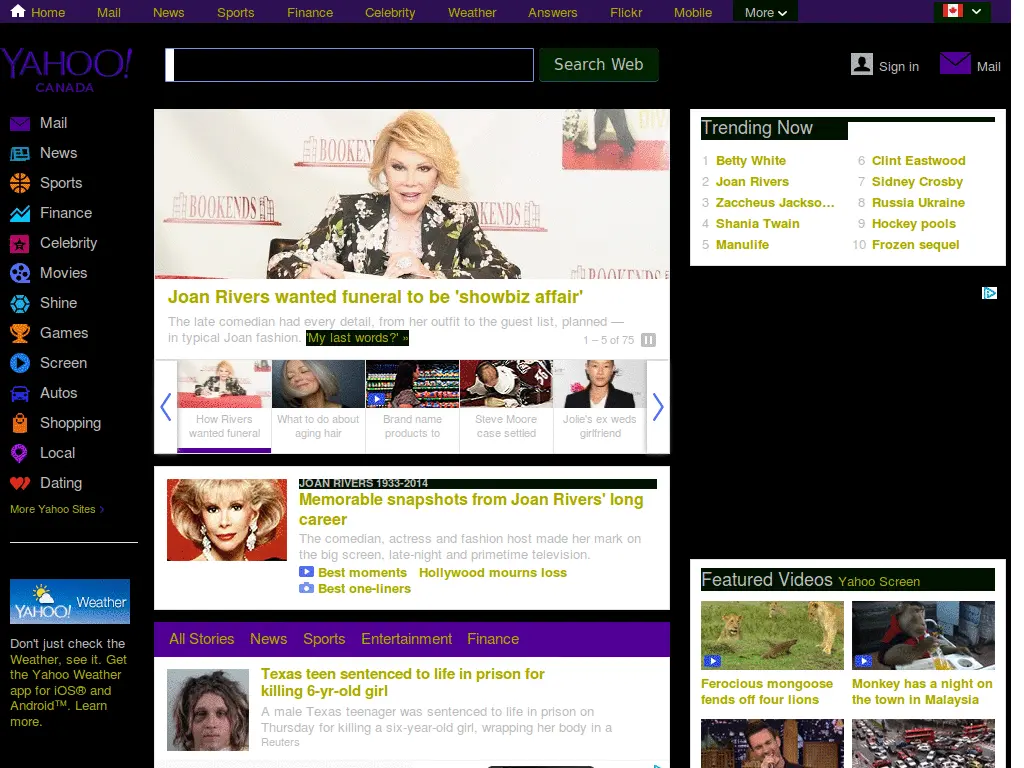 Home Mail News Sports Finance Celebrity Weather Answers Flickr Mobile More
YAHOO!
CANADA
Search Web
Sign in
Mail
Mail
News
Sports
Finance
Celebrity
Movies
Shine
Games
Screen
Autos
Shopping
Local
Dating
More Yahoo Sites
YAHOO! Weather
Don't just check the
Weather, see it. Get
the Yahoo Weather
app for iOS® and
Android™. Learn
more.
BOOKENDS
BOOKENDS
BOOKENDS
BOOKENDS
Joan Rivers wanted funeral to be 'showbiz affair'
The late comedian had every detail, from her outfit to the guest list, planned —
in typical Joan fashion. 'My last words?' »
1 – 5 of 75
How Rivers
wanted funeral
What to do about
aging hair
Brand name
products to
Steve Moore
case settled
Jolie's ex weds
girlfriend
JOAN RIVERS 1933-2014
Memorable snapshots from Joan Rivers' long
career
The comedian, actress and fashion host made her mark on
the big screen, late-night and primetime television.
Best moments Hollywood mourns loss
Best one-liners
All Stories News Sports Entertainment Finance
Texas teen sentenced to life in prison for
killing 6-yr-old girl
A male Texas teenager was sentenced to life in prison on
Thursday for killing a six-year-old girl, wrapping her body in a
Reuters
Trending Now
1 Betty White
2 Joan Rivers
3 Zaccheus Jackso...
4 Shania Twain
5 Manulife
6 Clint Eastwood
7 Sidney Crosby
8 Russia Ukraine
9 Hockey pools
10 Frozen sequel
Featured Videos Yahoo Screen
Ferocious mongoose
fends off four lions
Monkey has a night on
the town in Malaysia